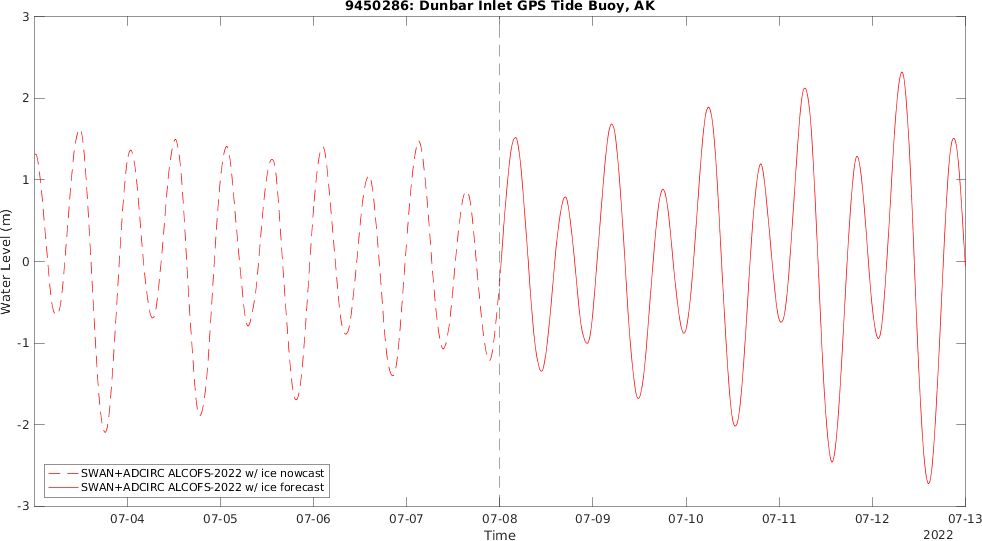 9450286: Dunbar Inlet GPS Tide Buoy, AK
3
2
1
0
-1
-2
-3
Water Level (m)
SWAN+ADCIRC ALCOFS-2022 w/ ice nowcast
SWAN+ADCIRC ALCOFS-2022 w/ ice forecast
07-04 07-05 07-06 07-07 07-08 07-09 07-10 07-11 07-12 07-13
Time
2022